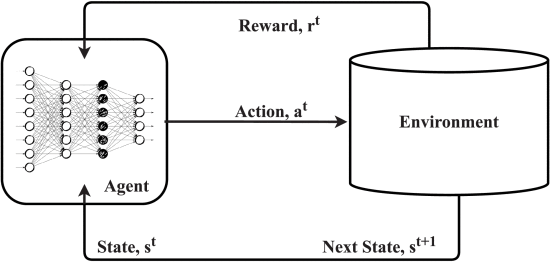 Reward, r^t
Action, a^t
Environment
Agent
State, s^t
Next State, s^{t+1}